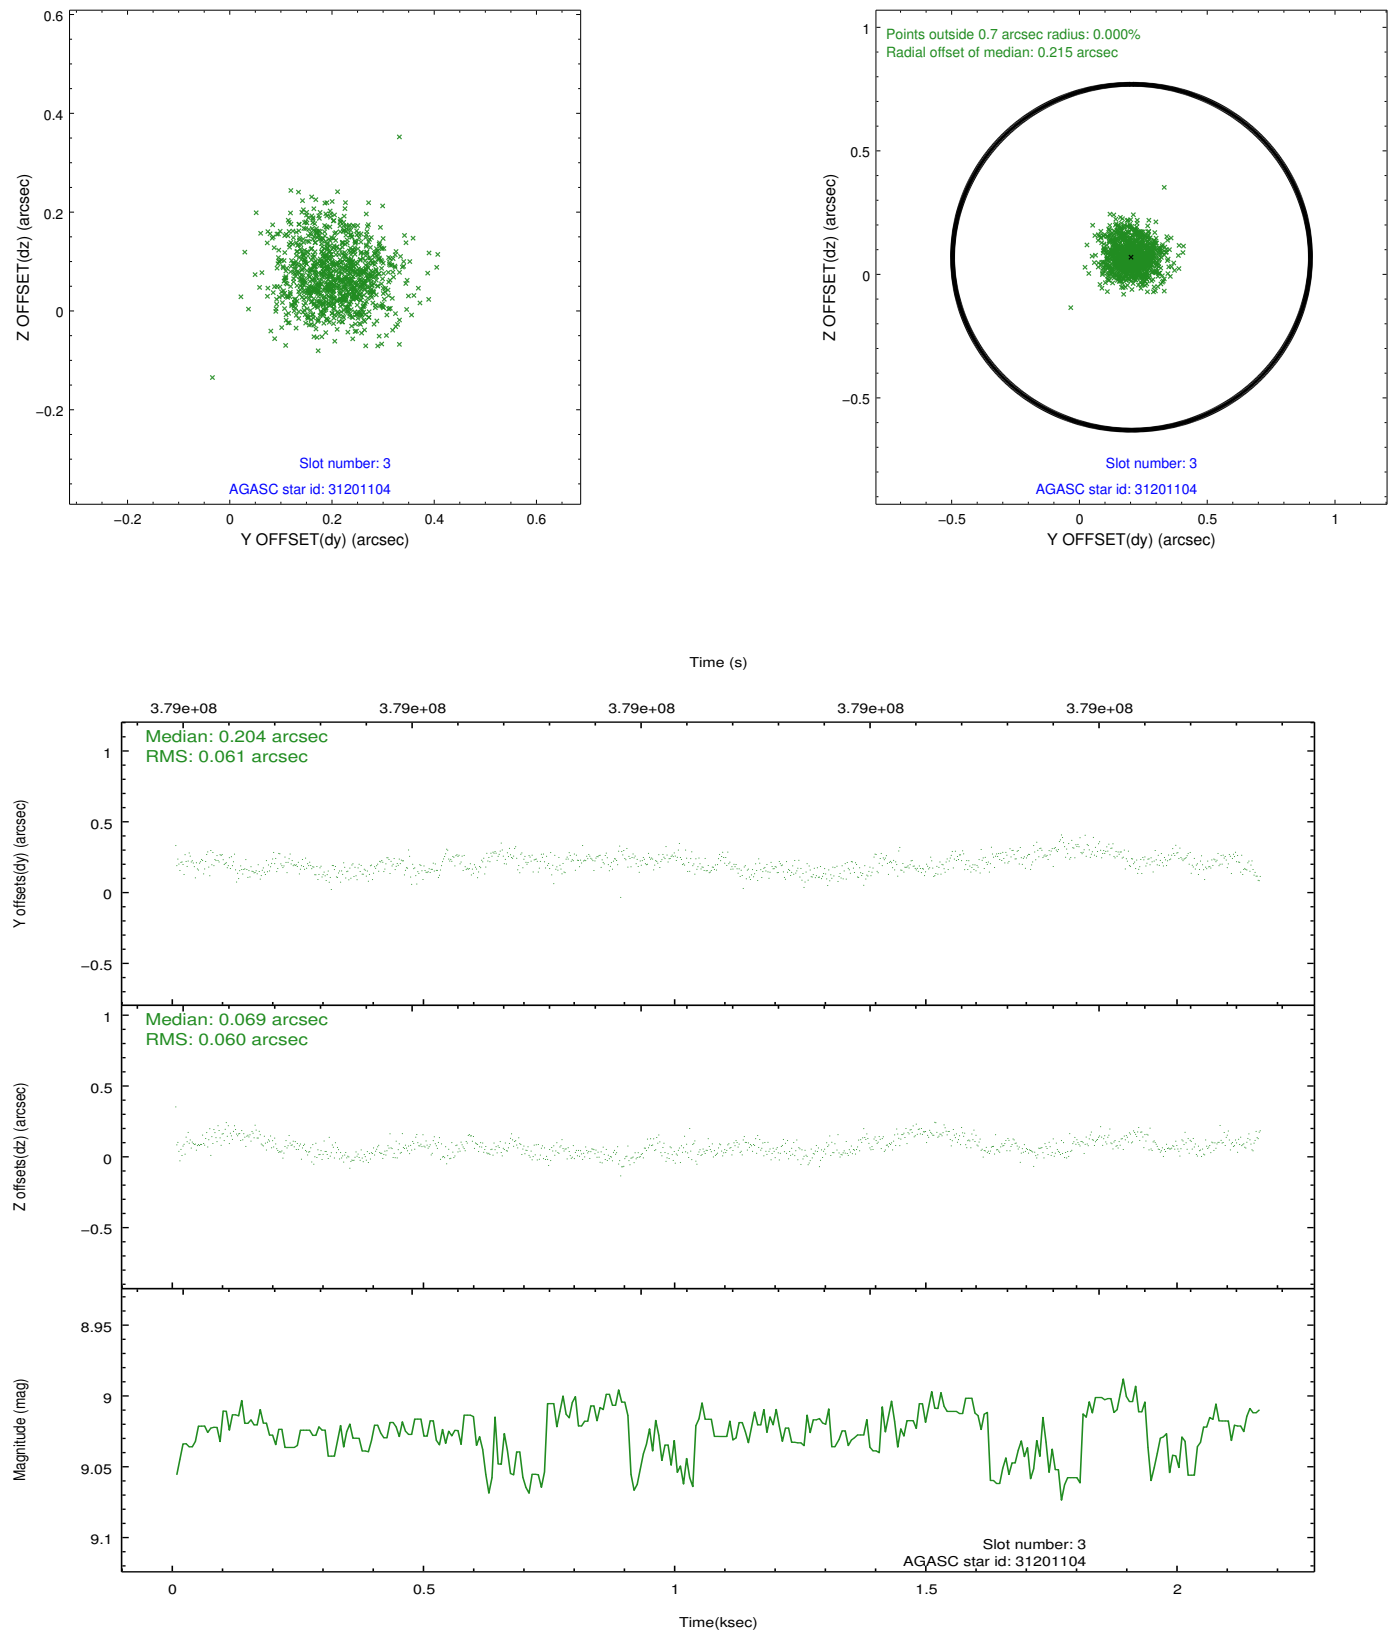 0.6
0.4
0.2
0
−0.2
Z OFFSET(dz) (arcsec)
Slot number: 3
AGASC star id: 31201104
−0.2 0 0.2 0.4 0.6
Y OFFSET(dy) (arcsec)
Points outside 0.7 arcsec radius: 0.000%
Radial offset of median: 0.215 arcsec
1
0.5
0
−0.5
Z OFFSET(dz) (arcsec)
Slot number: 3
AGASC star id: 31201104
−0.5 0 0.5 1
Y OFFSET(dy) (arcsec)
Time (s)
3.79e+08 3.79e+08 3.79e+08 3.79e+08 3.79e+08
Median: 0.204 arcsec
RMS: 0.061 arcsec
1
0.5
0
−0.5
Y offsets(dy) (arcsec)
Median: 0.069 arcsec
RMS: 0.060 arcsec
1
0.5
0
−0.5
Z offsets(dz) (arcsec)
8.95
9
9.05
9.1
Magnitude (mag)
Slot number: 3
AGASC star id: 31201104
0 0.5 1 1.5 2
Time(ksec)